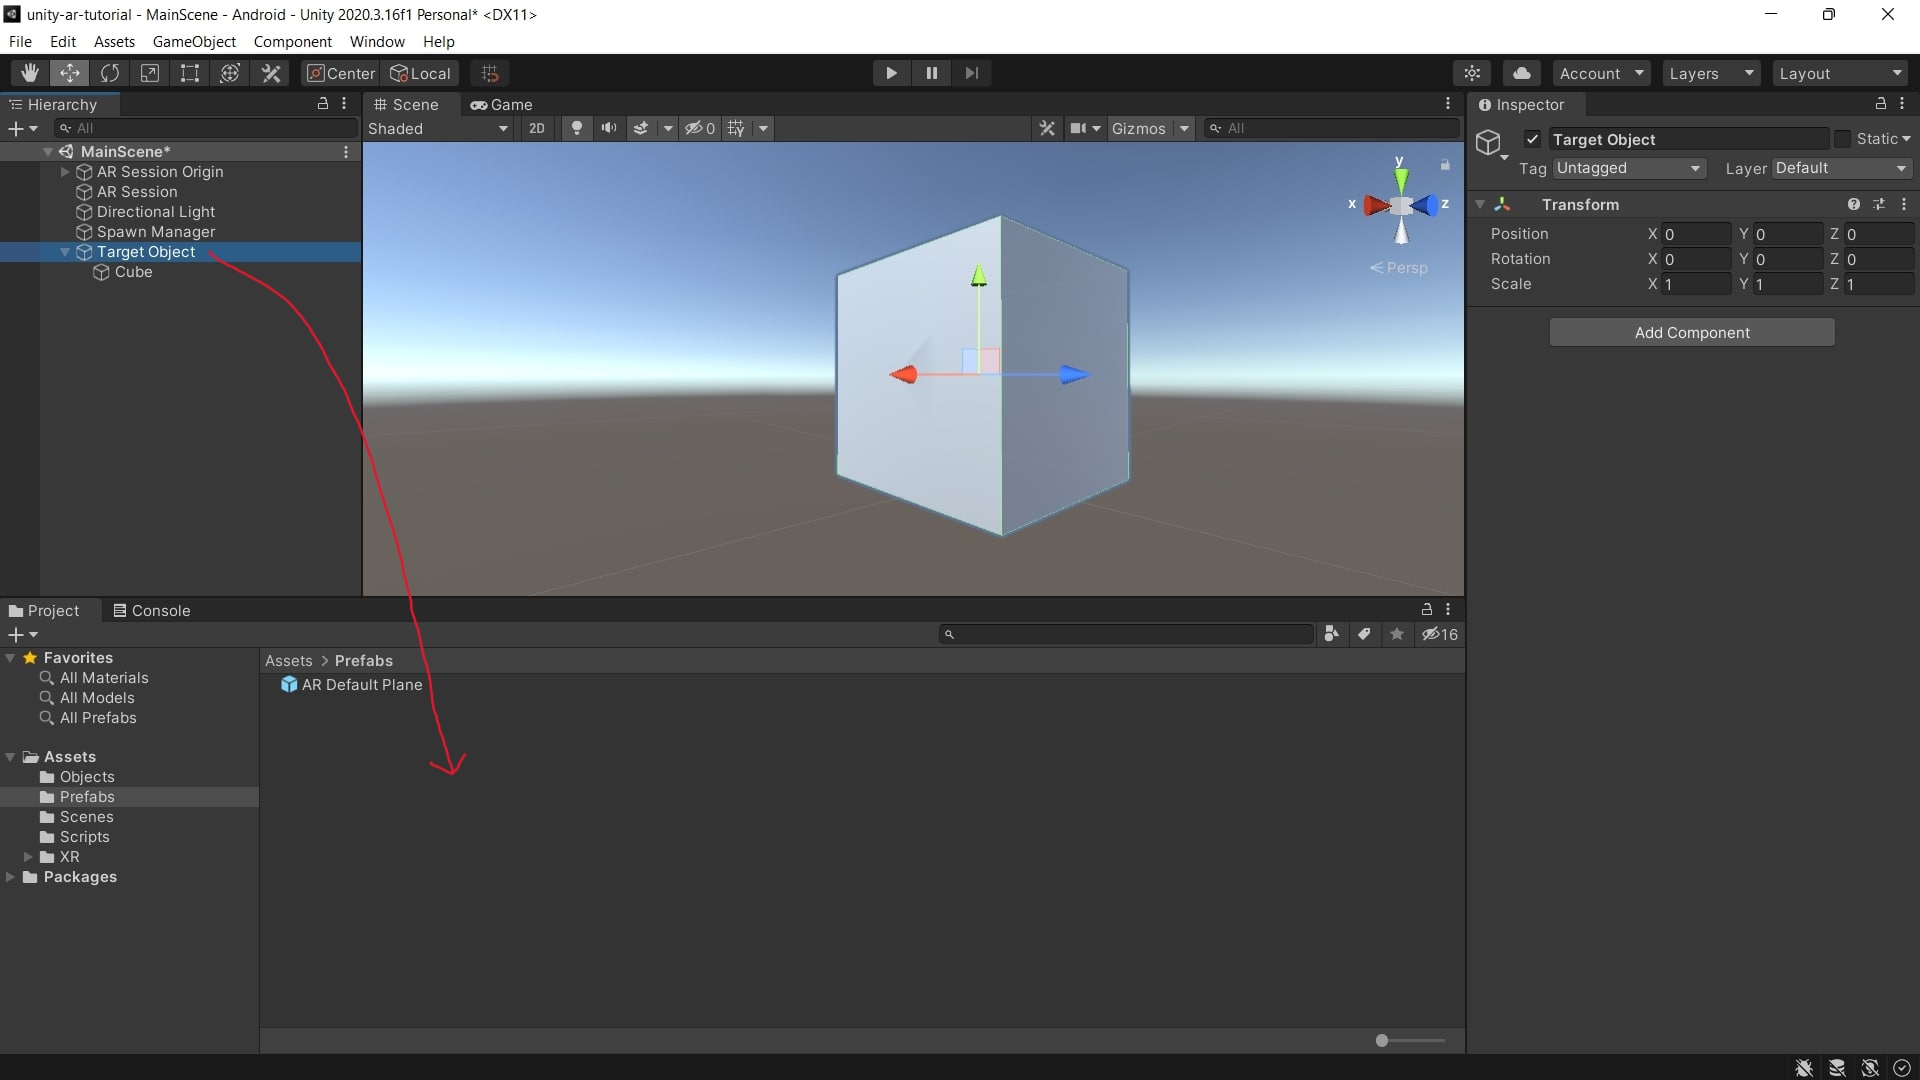 unity-ar-tutorial - MainScene - Android - Unity 2020.3.16f1 Personal* <DX11>
File Edit Assets GameObject Component Window Help
Center Local Account Layers Layout
Hierarchy
All
MainScene*
AR Session Origin
AR Session
Directional Light
Spawn Manager
Target Object
Cube
Scene Game
Shaded 2D 0 Gizmos All
y
x z
Persp
Inspector
Target Object Static
Tag Untagged Layer Default
Transform
Position X 0 Y 0 Z 0
Rotation X 0 Y 0 Z 0
Scale X 1 Y 1 Z 1
Add Component
Project Console
16
Favorites
All Materials
All Models
All Prefabs
Assets
Objects
Prefabs
Scenes
Scripts
XR
Packages
Assets > Prefabs
AR Default Plane